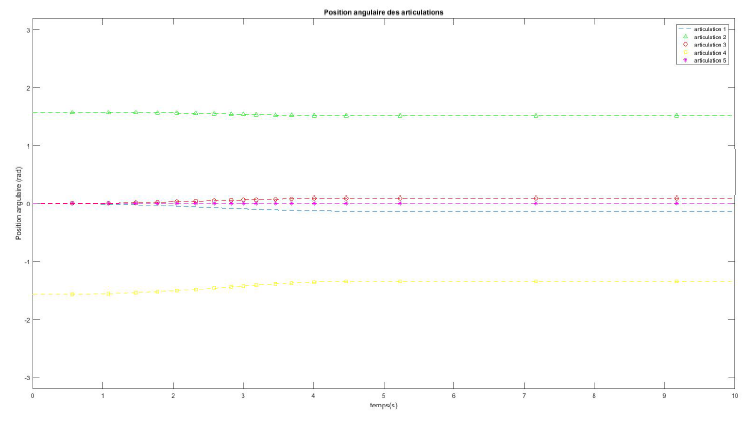 Position angulaire des articulations
articulation 1
articulation 2
articulation 3
articulation 4
articulation 5
Position angulaire (rad)
3
2
1
0
-1
-2
-3
0 1 2 3 4 5 6 7 8 9 10
temps(s)